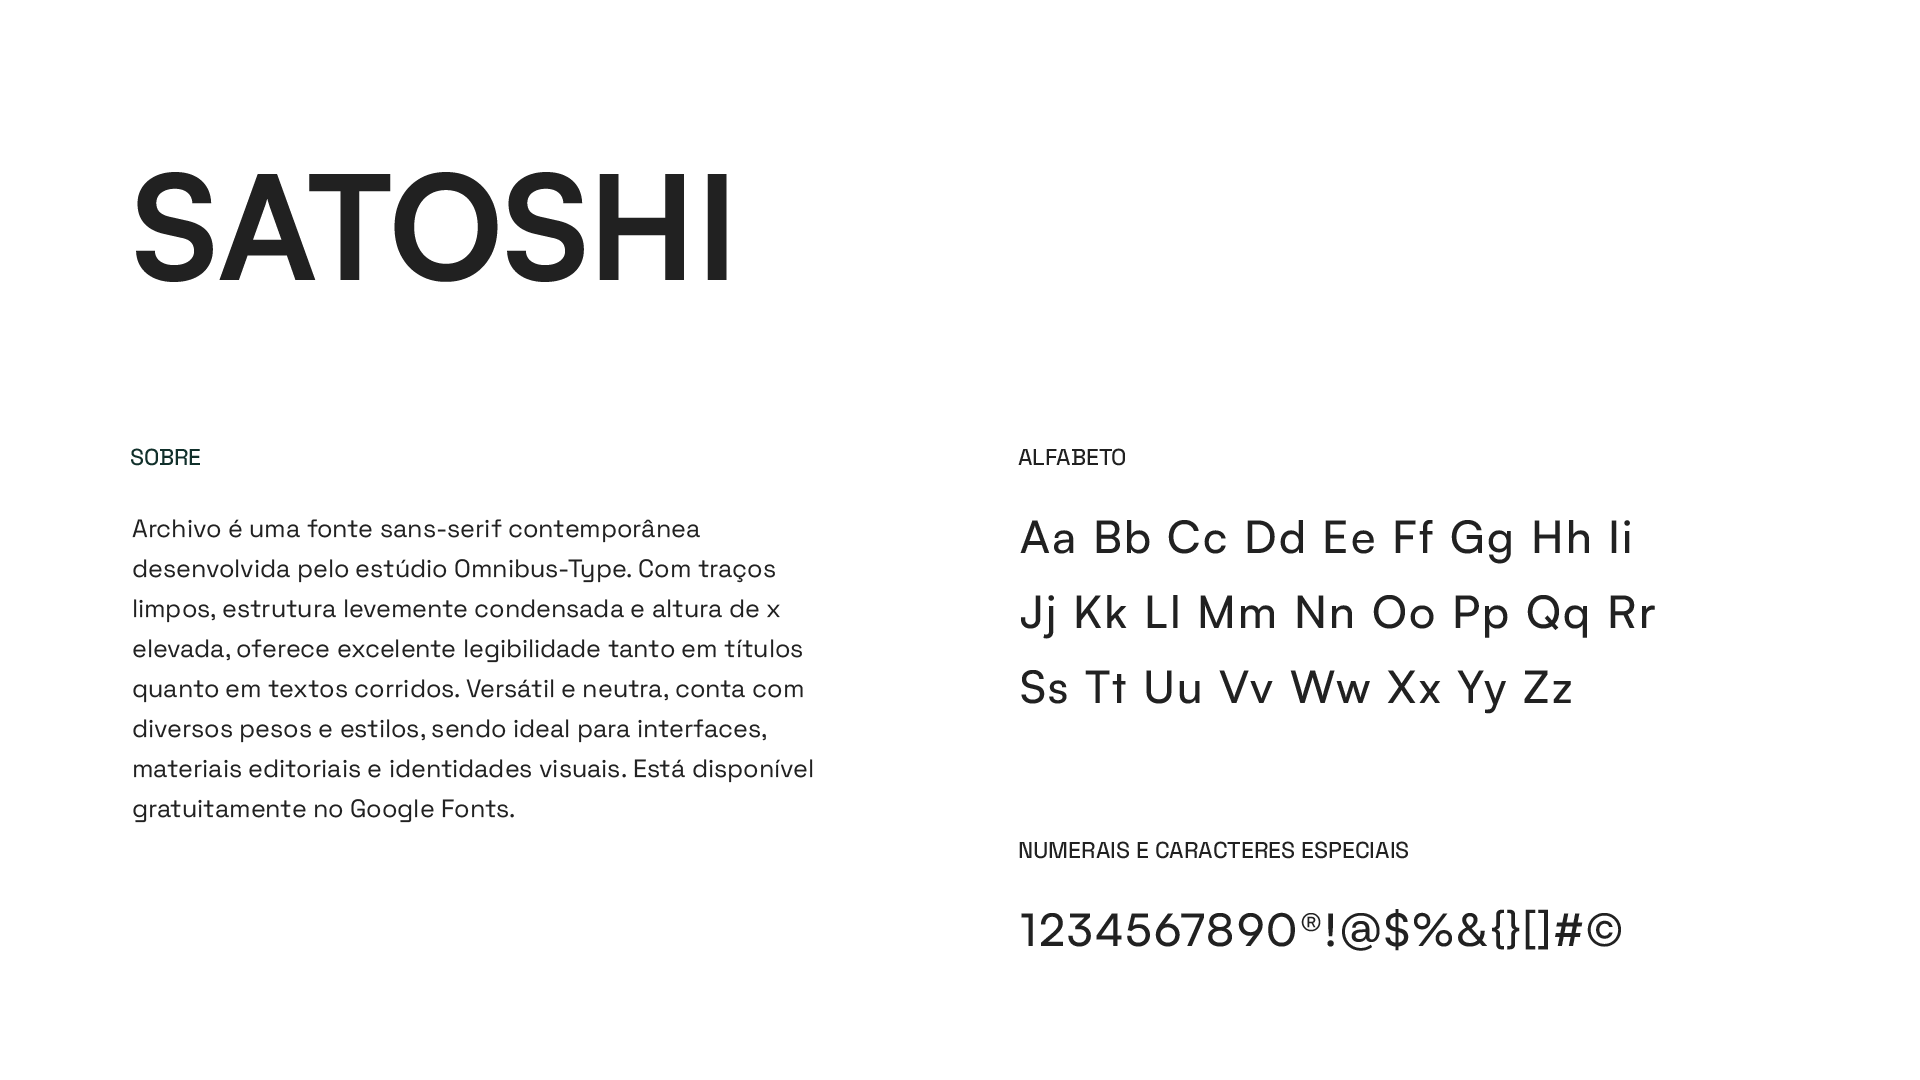 SATOSHI
SOBRE
Archivo é uma fonte sans-serif contemporânea
desenvolvida pelo estúdio Omnibus-Type. Com traços
limpos, estrutura levemente condensada e altura de x
elevada, oferece excelente legibilidade tanto em títulos
quanto em textos corridos. Versátil e neutra, conta com
diversos pesos e estilos, sendo ideal para interfaces,
materiais editoriais e identidades visuais. Está disponível
gratuitamente no Google Fonts.
ALFABETO
Aa Bb Cc Dd Ee Ff Gg Hh Ii
Jj Kk Ll Mm Nn Oo Pp Qq Rr
Ss Tt Uu Vv Ww Xx Yy Zz
NUMERAIS E CARACTERES ESPECIAIS
1234567890®!@$%&{}[]#©